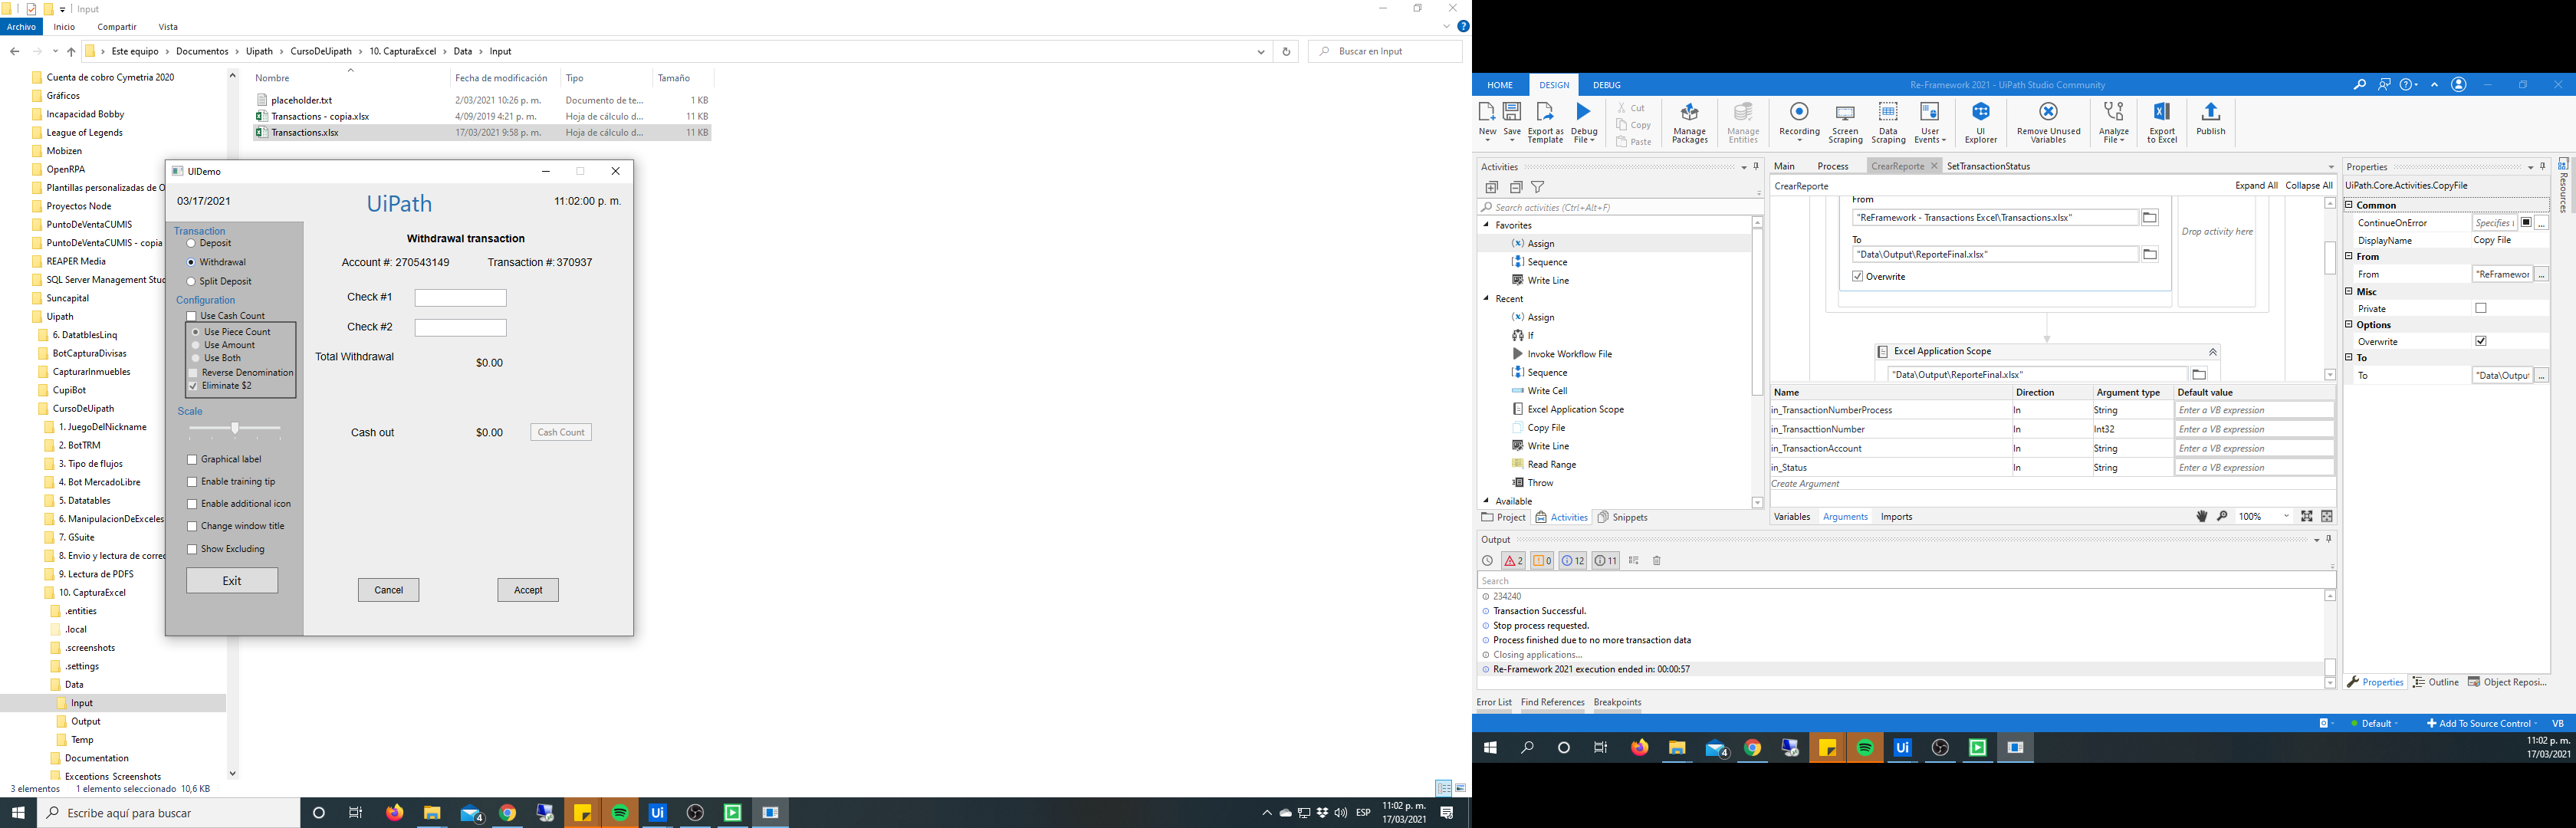 Input
Archivo Inicio Compartir Vista
Este equipo > Documentos > Uipath > CursoDeUipath > 10. CapturaExcel > Data > Input
Buscar en Input
Cuenta de cobro Cymetria 2020
Gráficos
Incapacidad Bobby
League of Legends
Mobizen
OpenRPA
Plantillas personalizadas de O
Proyectos Node
PuntoDeVentaCUMIS
PuntoDeVentaCUMIS - copia
REAPER Media
SQL Server Management Stuc
Suncapital
Uipath
6. DatatblesLinq
BotCapturaDivisas
CapturarInmuebles
CupiBot
CursoDeUipath
1. JuegoDelNickname
2. BotTRM
3. Tipo de flujos
4. Bot MercadoLibre
5. Datatables
6. ManipulacionDeExceles
7. GSuite
8. Envio y lectura de correo
9. Lectura de PDFS
10. CapturaExcel
.entities
.local
.screenshots
.settings
Data
Input
Output
Temp
Documentation
Exceptions_Screenshots
Nombre Fecha de modificación Tipo Tamaño
placeholder.txt 2/03/2021 10:26 p. m. Documento de te... 1 KB
Transactions - copia.xlsx 4/09/2019 4:21 p. m. Hoja de cálculo d... 11 KB
Transactions.xlsx 17/03/2021 9:58 p. m. Hoja de cálculo d... 11 KB
UIDemo
03/17/2021 UiPath 11:02:00 p. m.
Transaction
Deposit
Withdrawal
Split Deposit
Configuration
Use Cash Count
Use Piece Count
Use Amount
Use Both
Reverse Denomination
Eliminate $2
Scale
Graphical label
Enable training tip
Enable additional icon
Change window title
Show Excluding
Exit
Withdrawal transaction
Account #: 270543149 Transaction #: 370937
Check #1
Check #2
Total Withdrawal $0.00
Cash out $0.00 Cash Count
Cancel Accept
3 elementos 1 elemento seleccionado 10,6 KB
Escribe aquí para buscar
4
Ui
ESP
11:02 p. m.
17/03/2021
HOME DESIGN DEBUG
Re-Framework 2021 - UiPath Studio Community
New
Save
Export as Template
Debug File
Cut
Copy
Paste
Manage Packages
Manage Entities
Recording
Screen Scraping
Data Scraping
User Events
UI Explorer
Remove Unused Variables
Analyze File
Export to Excel
Publish
Activities
Search activities (Ctrl+Alt+F)
Favorites
Assign
Sequence
Write Line
Recent
Assign
If
Invoke Workflow File
Sequence
Write Cell
Excel Application Scope
Copy File
Write Line
Read Range
Throw
Available
Project Activities Snippets
Main Process CrearReporte SetTransactionStatus
CrearReporte Expand All Collapse All
From
"ReFramework - Transactions Excel\Transactions.xlsx"
To
"Data\Output\ReporteFinal.xlsx"
Overwrite
Drop activity here
Excel Application Scope
"Data\Output\ReporteFinal.xlsx"
Name Direction Argument type Default value
in_TransactionNumberProcess In String Enter a VB expression
in_TransacttionNumber In Int32 Enter a VB expression
in_TransactionAccount In String Enter a VB expression
in_Status In String Enter a VB expression
Create Argument
Variables Arguments Imports 100%
Properties
UiPath.Core.Activities.CopyFile
Common
ContinueOnError Specifies i ...
DisplayName Copy File
From
From "ReFramewor ...
Misc
Private
Options
Overwrite
To
To "Data\Output ...
Properties Outline Object Reposi...
Resources
Output
2 0 12 11
Search
234240
Transaction Successful.
Stop process requested.
Process finished due to no more transaction data
Closing applications...
Re-Framework 2021 execution ended in: 00:00:57
Error List Find References Breakpoints
Default Add To Source Control VB
4
Ui
11:02 p. m.
17/03/2021